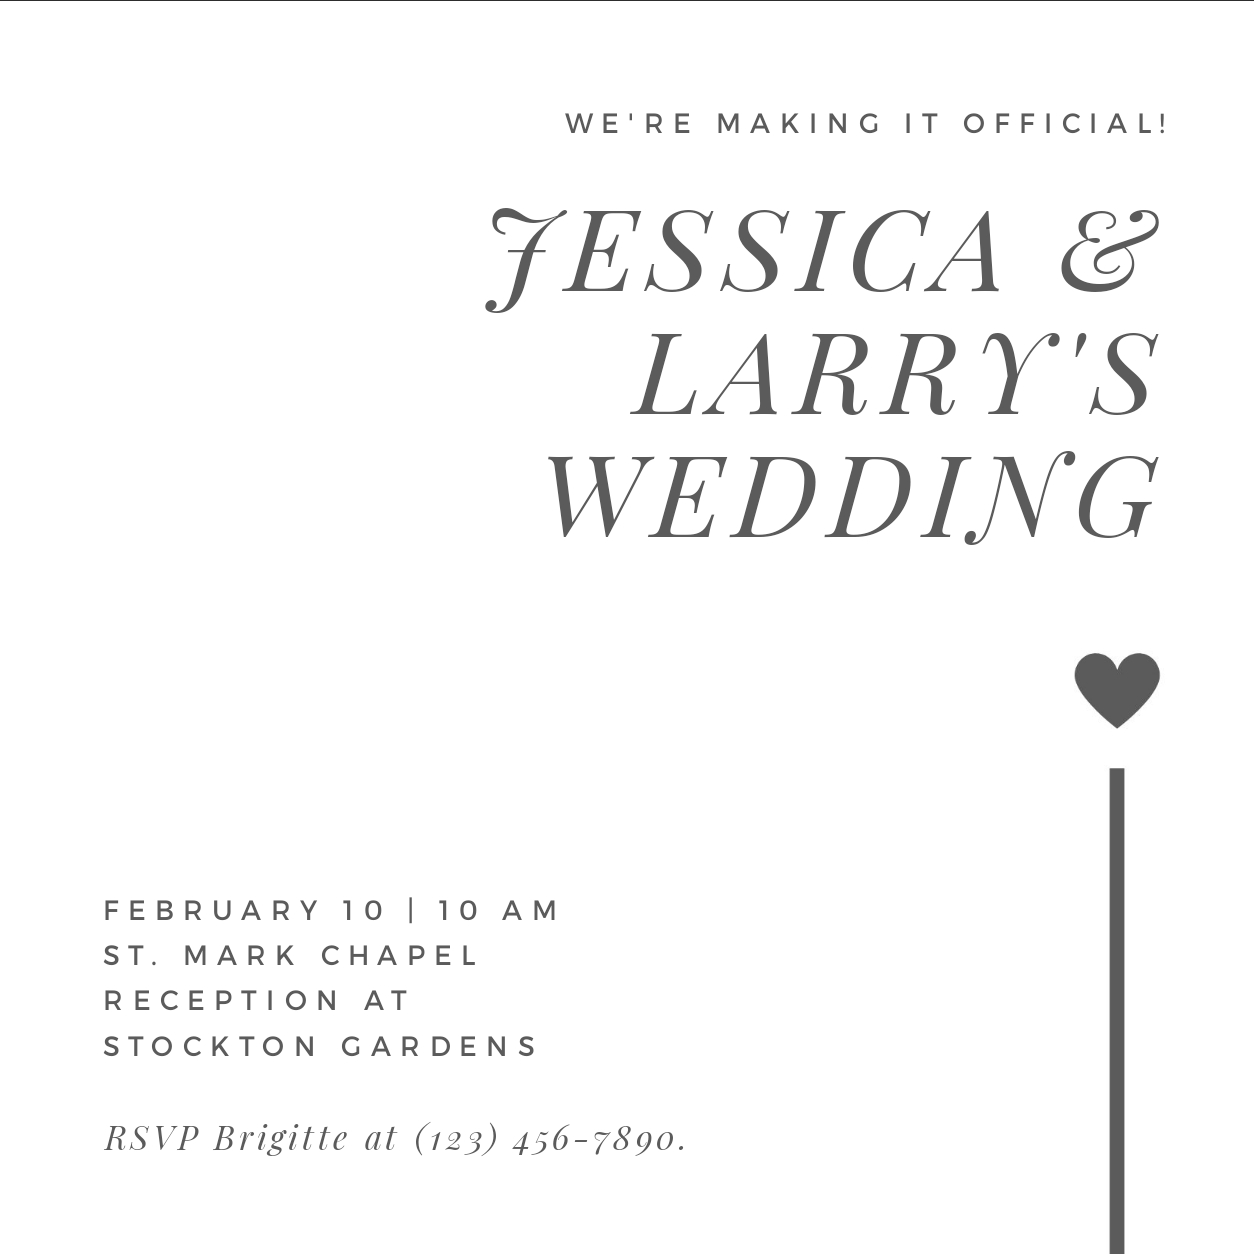 WE'RE MAKING IT OFFICIAL!
JESSICA &
LARRY'S
WEDDING
FEBRUARY 10 | 10 AM
ST. MARK CHAPEL
RECEPTION AT
STOCKTON GARDENS
RSVP Brigitte at (123) 456-7890.